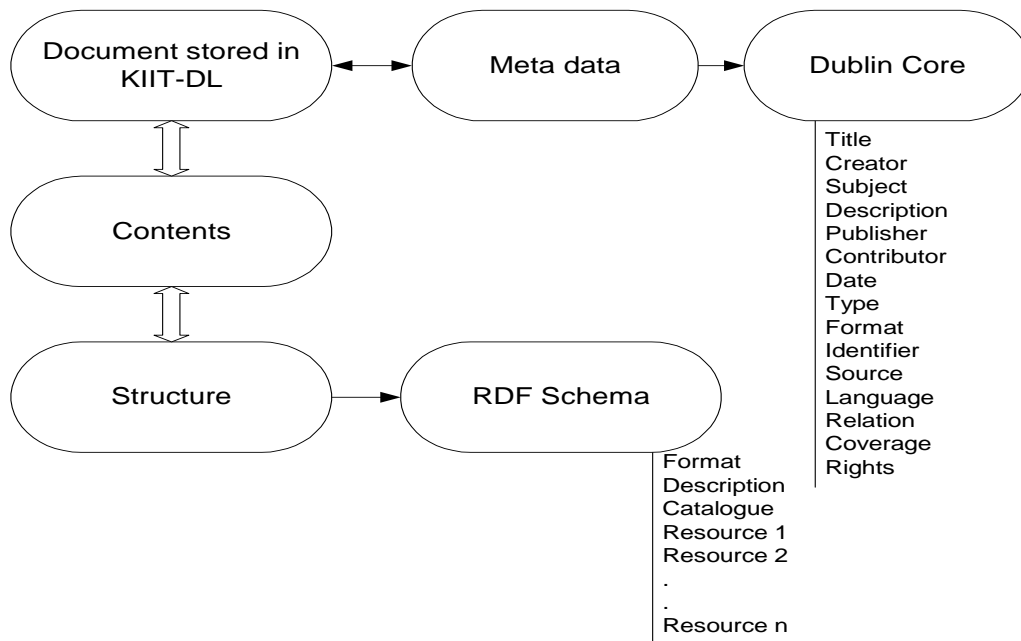 Document stored in
KIIT-DL
Meta data
Dublin Core
Title
Creator
Subject
Description
Publisher
Contributor
Date
Type
Format
Identifier
Source
Language
Relation
Coverage
Rights
Contents
Structure
RDF Schema
Format
Description
Catalogue
Resource 1
Resource 2
.
.
Resource n